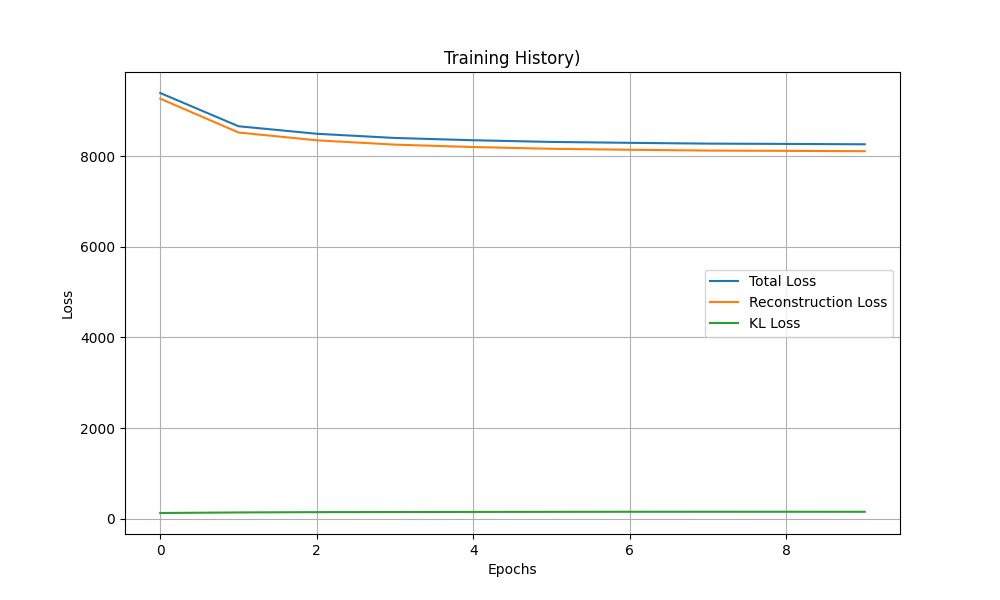 Training History)
8000
6000
4000
2000
0
Loss
Total Loss
Reconstruction Loss
KL Loss
0 2 4 6 8
Epochs